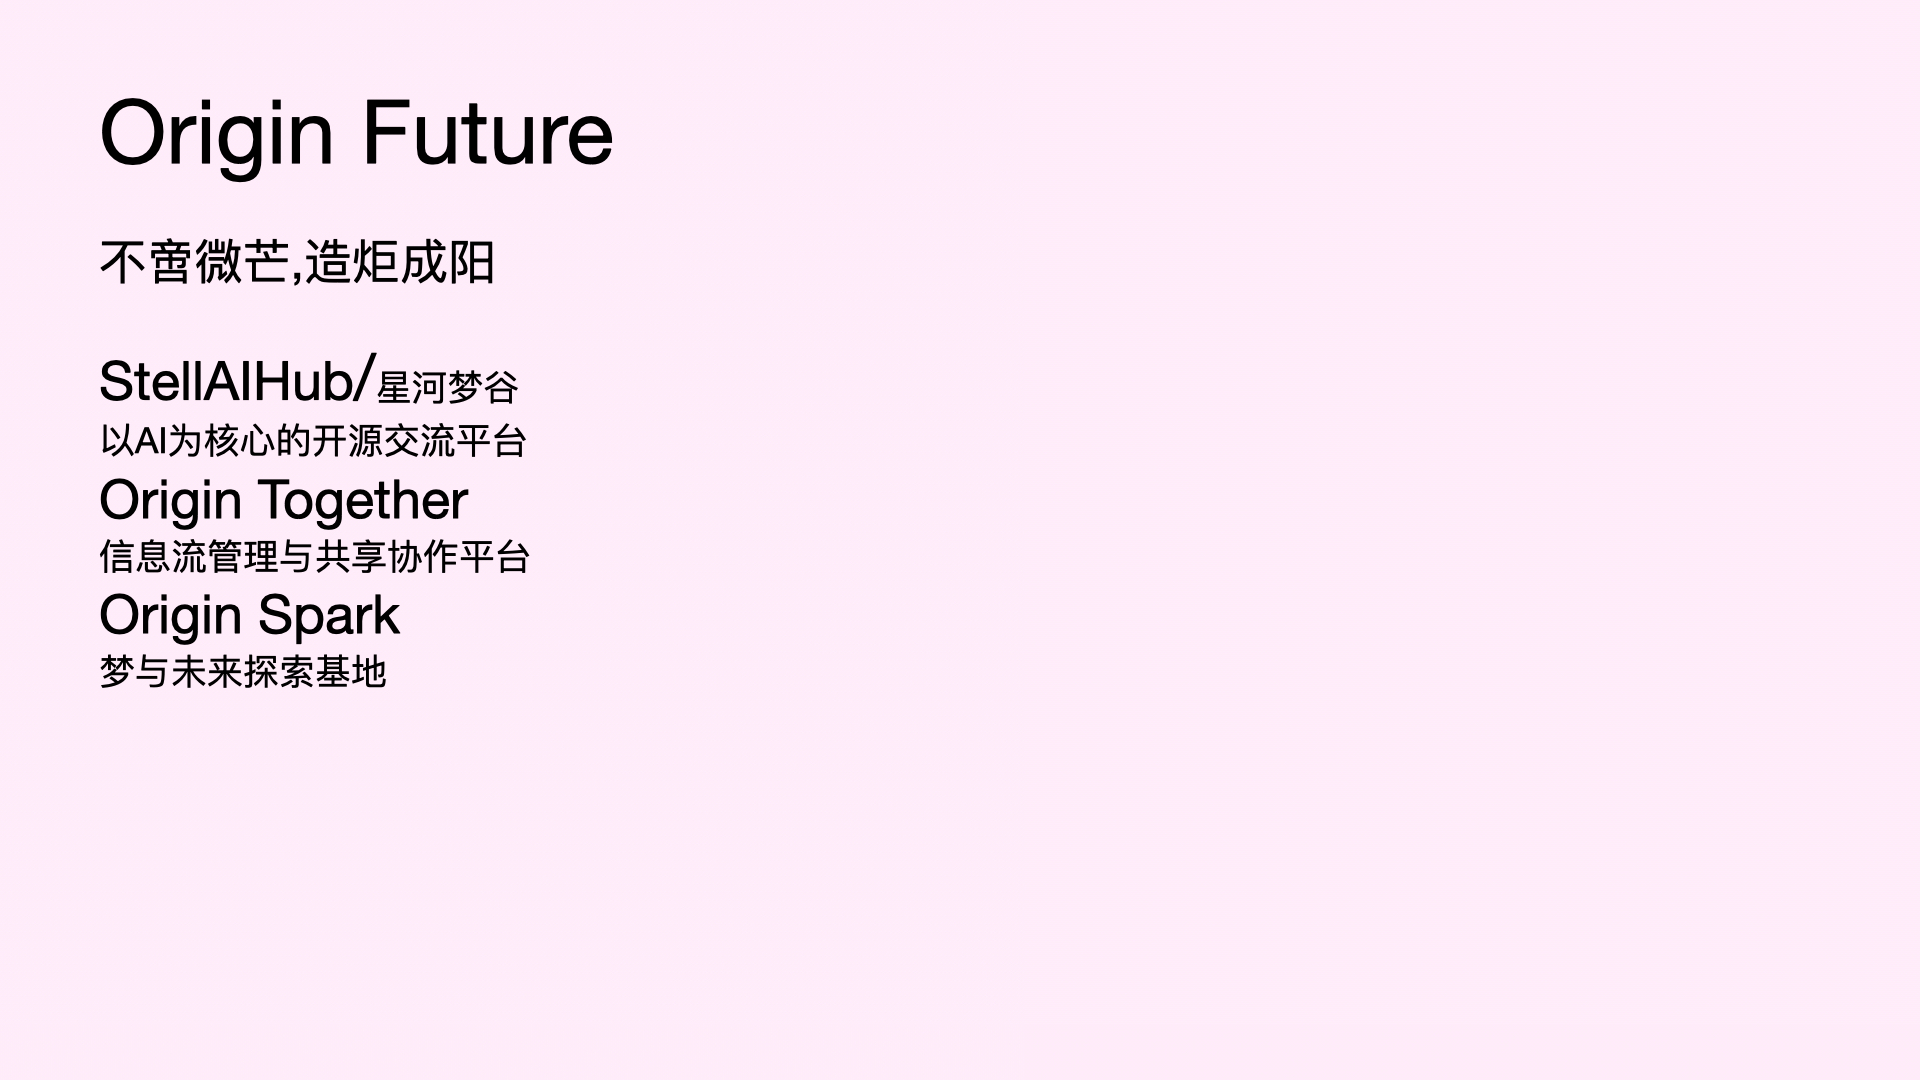 Origin Future
不啻微芒,造炬成阳
StellAIHub/星河梦谷
以AI为核心的开源交流平台
Origin Together
信息流管理与共享协作平台
Origin Spark
梦与未来探索基地